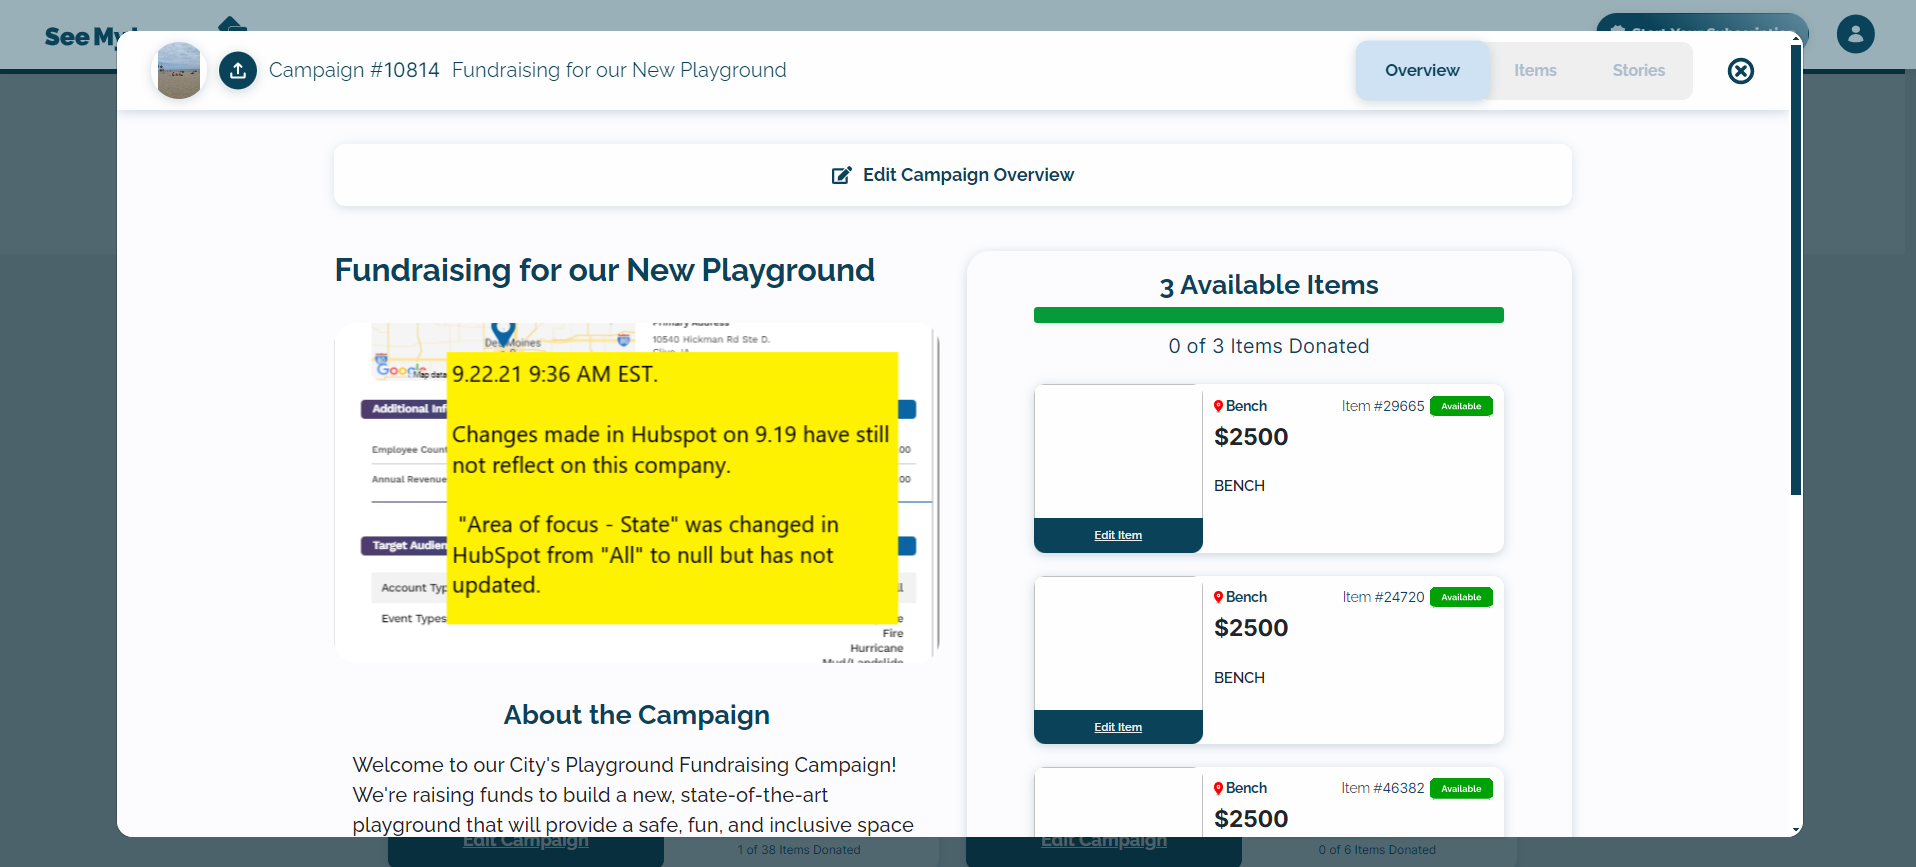 See My
Campaign #10814 Fundraising for our New Playground
Overview
Items
Stories
Edit Campaign Overview
Fundraising for our New Playground
Des Moines
Google
Map data
Primary Address
10540 Hickman Rd Ste D.
Clive, IA
Additional Inf
Employee Count
00
Annual Revenue
00
Target Audien
Account Typ
Event Types
Fire
Hurricane
Mud/Landslide
9.22.21 9:36 AM EST.
Changes made in Hubspot on 9.19 have still
not reflect on this company.
"Area of focus - State" was changed in
HubSpot from "All" to null but has not
updated.
About the Campaign
Welcome to our City's Playground Fundraising Campaign!
We're raising funds to build a new, state-of-the-art
playground that will provide a safe, fun, and inclusive space
3 Available Items
0 of 3 Items Donated
Bench
Item #29665
Available
$2500
BENCH
Edit Item
Bench
Item #24720
Available
$2500
BENCH
Edit Item
Bench
Item #46382
Available
$2500
Edit Campaign
1 of 38 Items Donated
Edit Campaign
0 of 6 Items Donated